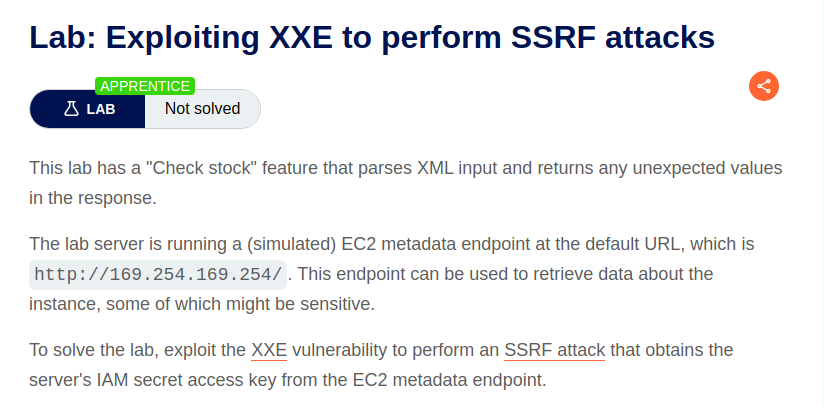 Lab: Exploiting XXE to perform SSRF attacks
APPRENTICE
LAB
Not solved
This lab has a "Check stock" feature that parses XML input and returns any unexpected values
in the response.
The lab server is running a (simulated) EC2 metadata endpoint at the default URL, which is
http://169.254.169.254/. This endpoint can be used to retrieve data about the
instance, some of which might be sensitive.
To solve the lab, exploit the XXE vulnerability to perform an SSRF attack that obtains the
server's IAM secret access key from the EC2 metadata endpoint.